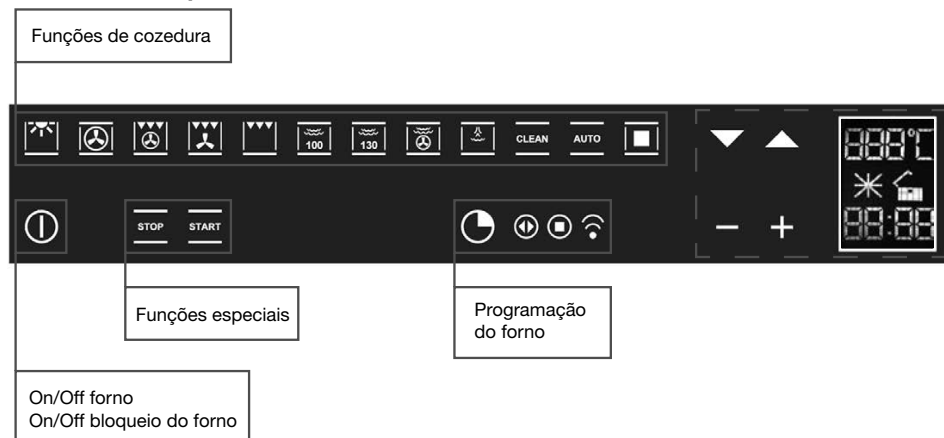 Funções de cozedura
100
130
CLEAN
AUTO
888°C
STOP
START
− +
88:88
Funções especiais
Programação
do forno
On/Off forno
On/Off bloqueio do forno